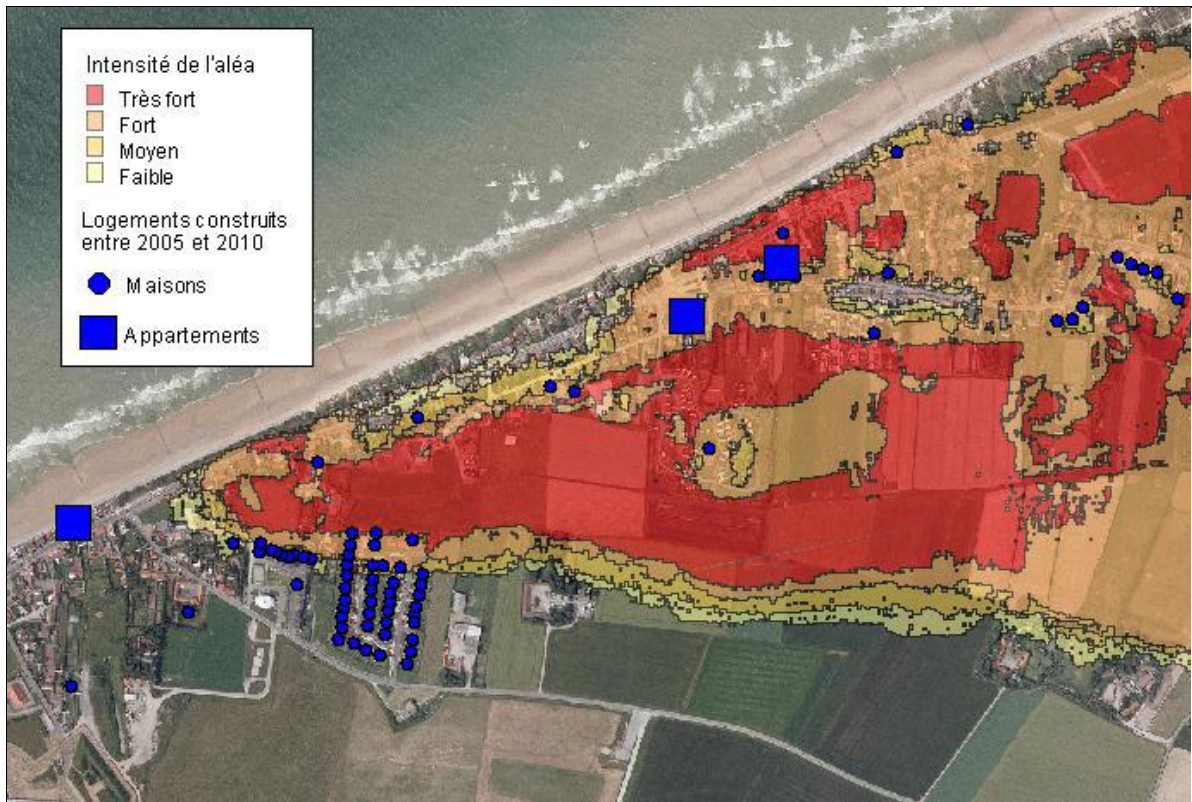 Intensité de l'aléa
Très fort
Fort
Moyen
Faible
Logements construits
entre 2005 et 2010
Maisons
Appartements